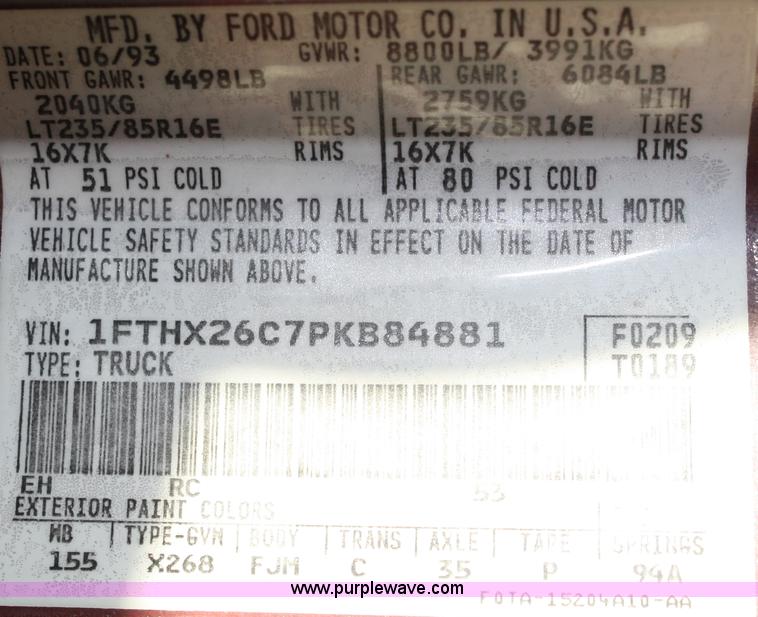 MFD. BY FORD MOTOR CO. IN U.S.A.
DATE: 06/93 GVWR: 8800LB/ 3991KG
FRONT GAWR: 4498LB REAR GAWR: 6084LB
2040KG WITH 2759KG WITH
LT235/85R16E TIRES LT235/85R16E TIRES
16X7K RIMS 16X7K RIMS
AT 51 PSI COLD AT 80 PSI COLD
THIS VEHICLE CONFORMS TO ALL APPLICABLE FEDERAL MOTOR
VEHICLE SAFETY STANDARDS IN EFFECT ON THE DATE OF
MANUFACTURE SHOWN ABOVE.
VIN: 1FTHX26C7PKB84881 F0209
TYPE: TRUCK T0189
EH RC 53
EXTERIOR PAINT COLORS
WB TYPE-GVW BODY TRANS AXLE TAPE SPRINGS
155 X268 FJM C 35 P 94A
www.purplewave.com
F0TA-15204A10-AA